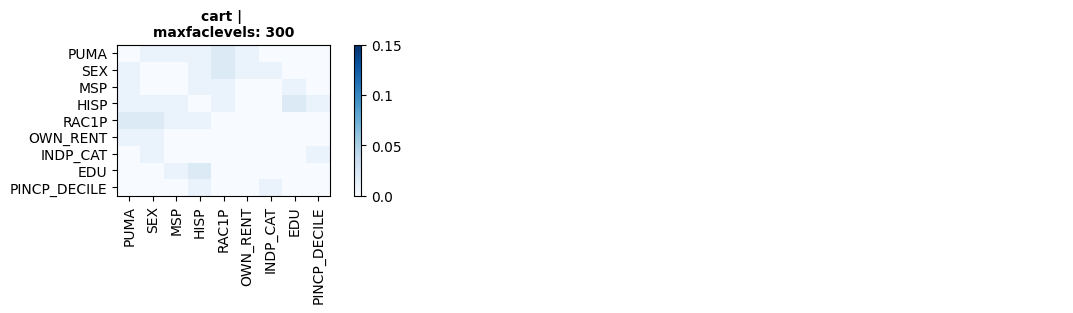 cart |
maxfaclevels: 300
PUMA
SEX
MSP
HISP
RAC1P
OWN_RENT
INDP_CAT
EDU
PINCP_DECILE
PUMA
SEX
MSP
HISP
RAC1P
OWN_RENT
INDP_CAT
EDU
PINCP_DECILE
0.15
0.1
0.05
0.0